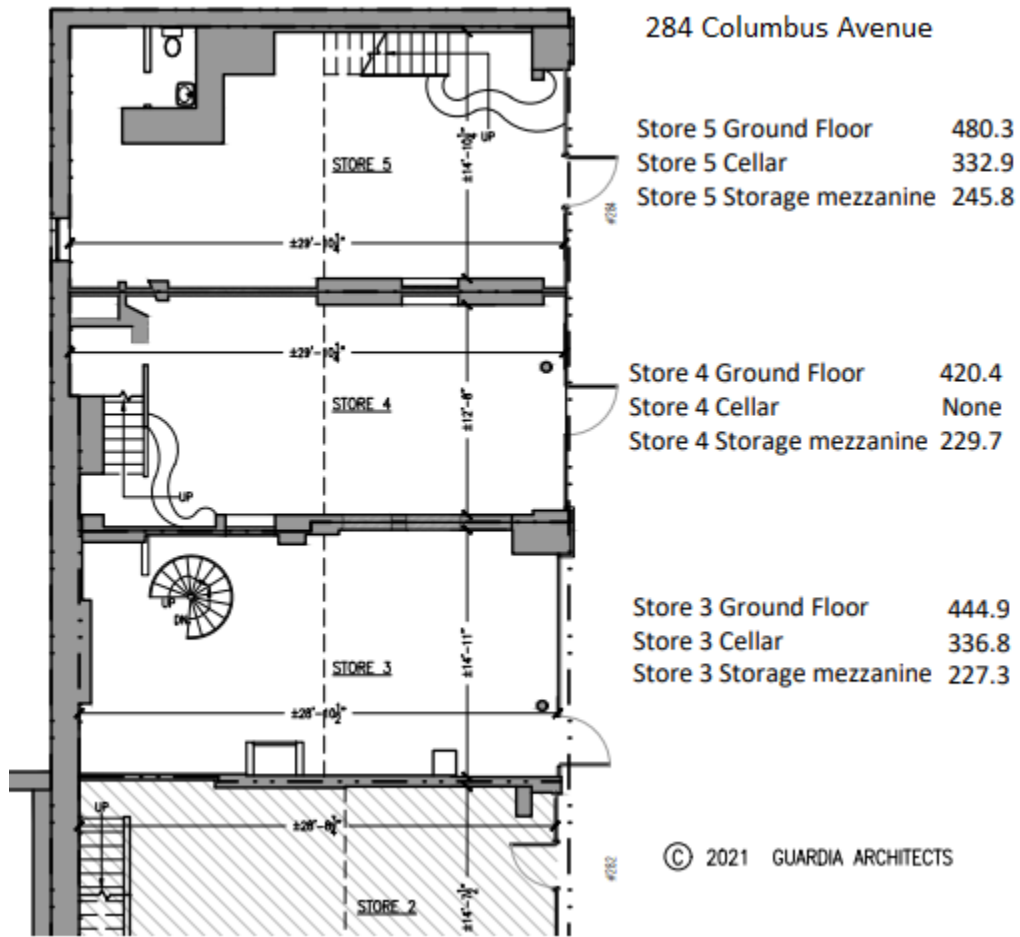 284 Columbus Avenue
Store 5 Ground Floor 480.3
Store 5 Cellar 332.9
Store 5 Storage mezzanine 245.8
UP
STORE 5
#284
±29'-10¼"
±29'-10¼"
Store 4 Ground Floor 420.4
Store 4 Cellar None
Store 4 Storage mezzanine 229.7
STORE 4
±12'-8"
UP
UP
DN
Store 3 Ground Floor 444.9
Store 3 Cellar 336.8
Store 3 Storage mezzanine 227.3
STORE 3
±14'-11"
±28'-10½"
UP
#282
© 2021 GUARDIA ARCHITECTS
STORE 2
±14'-7½"